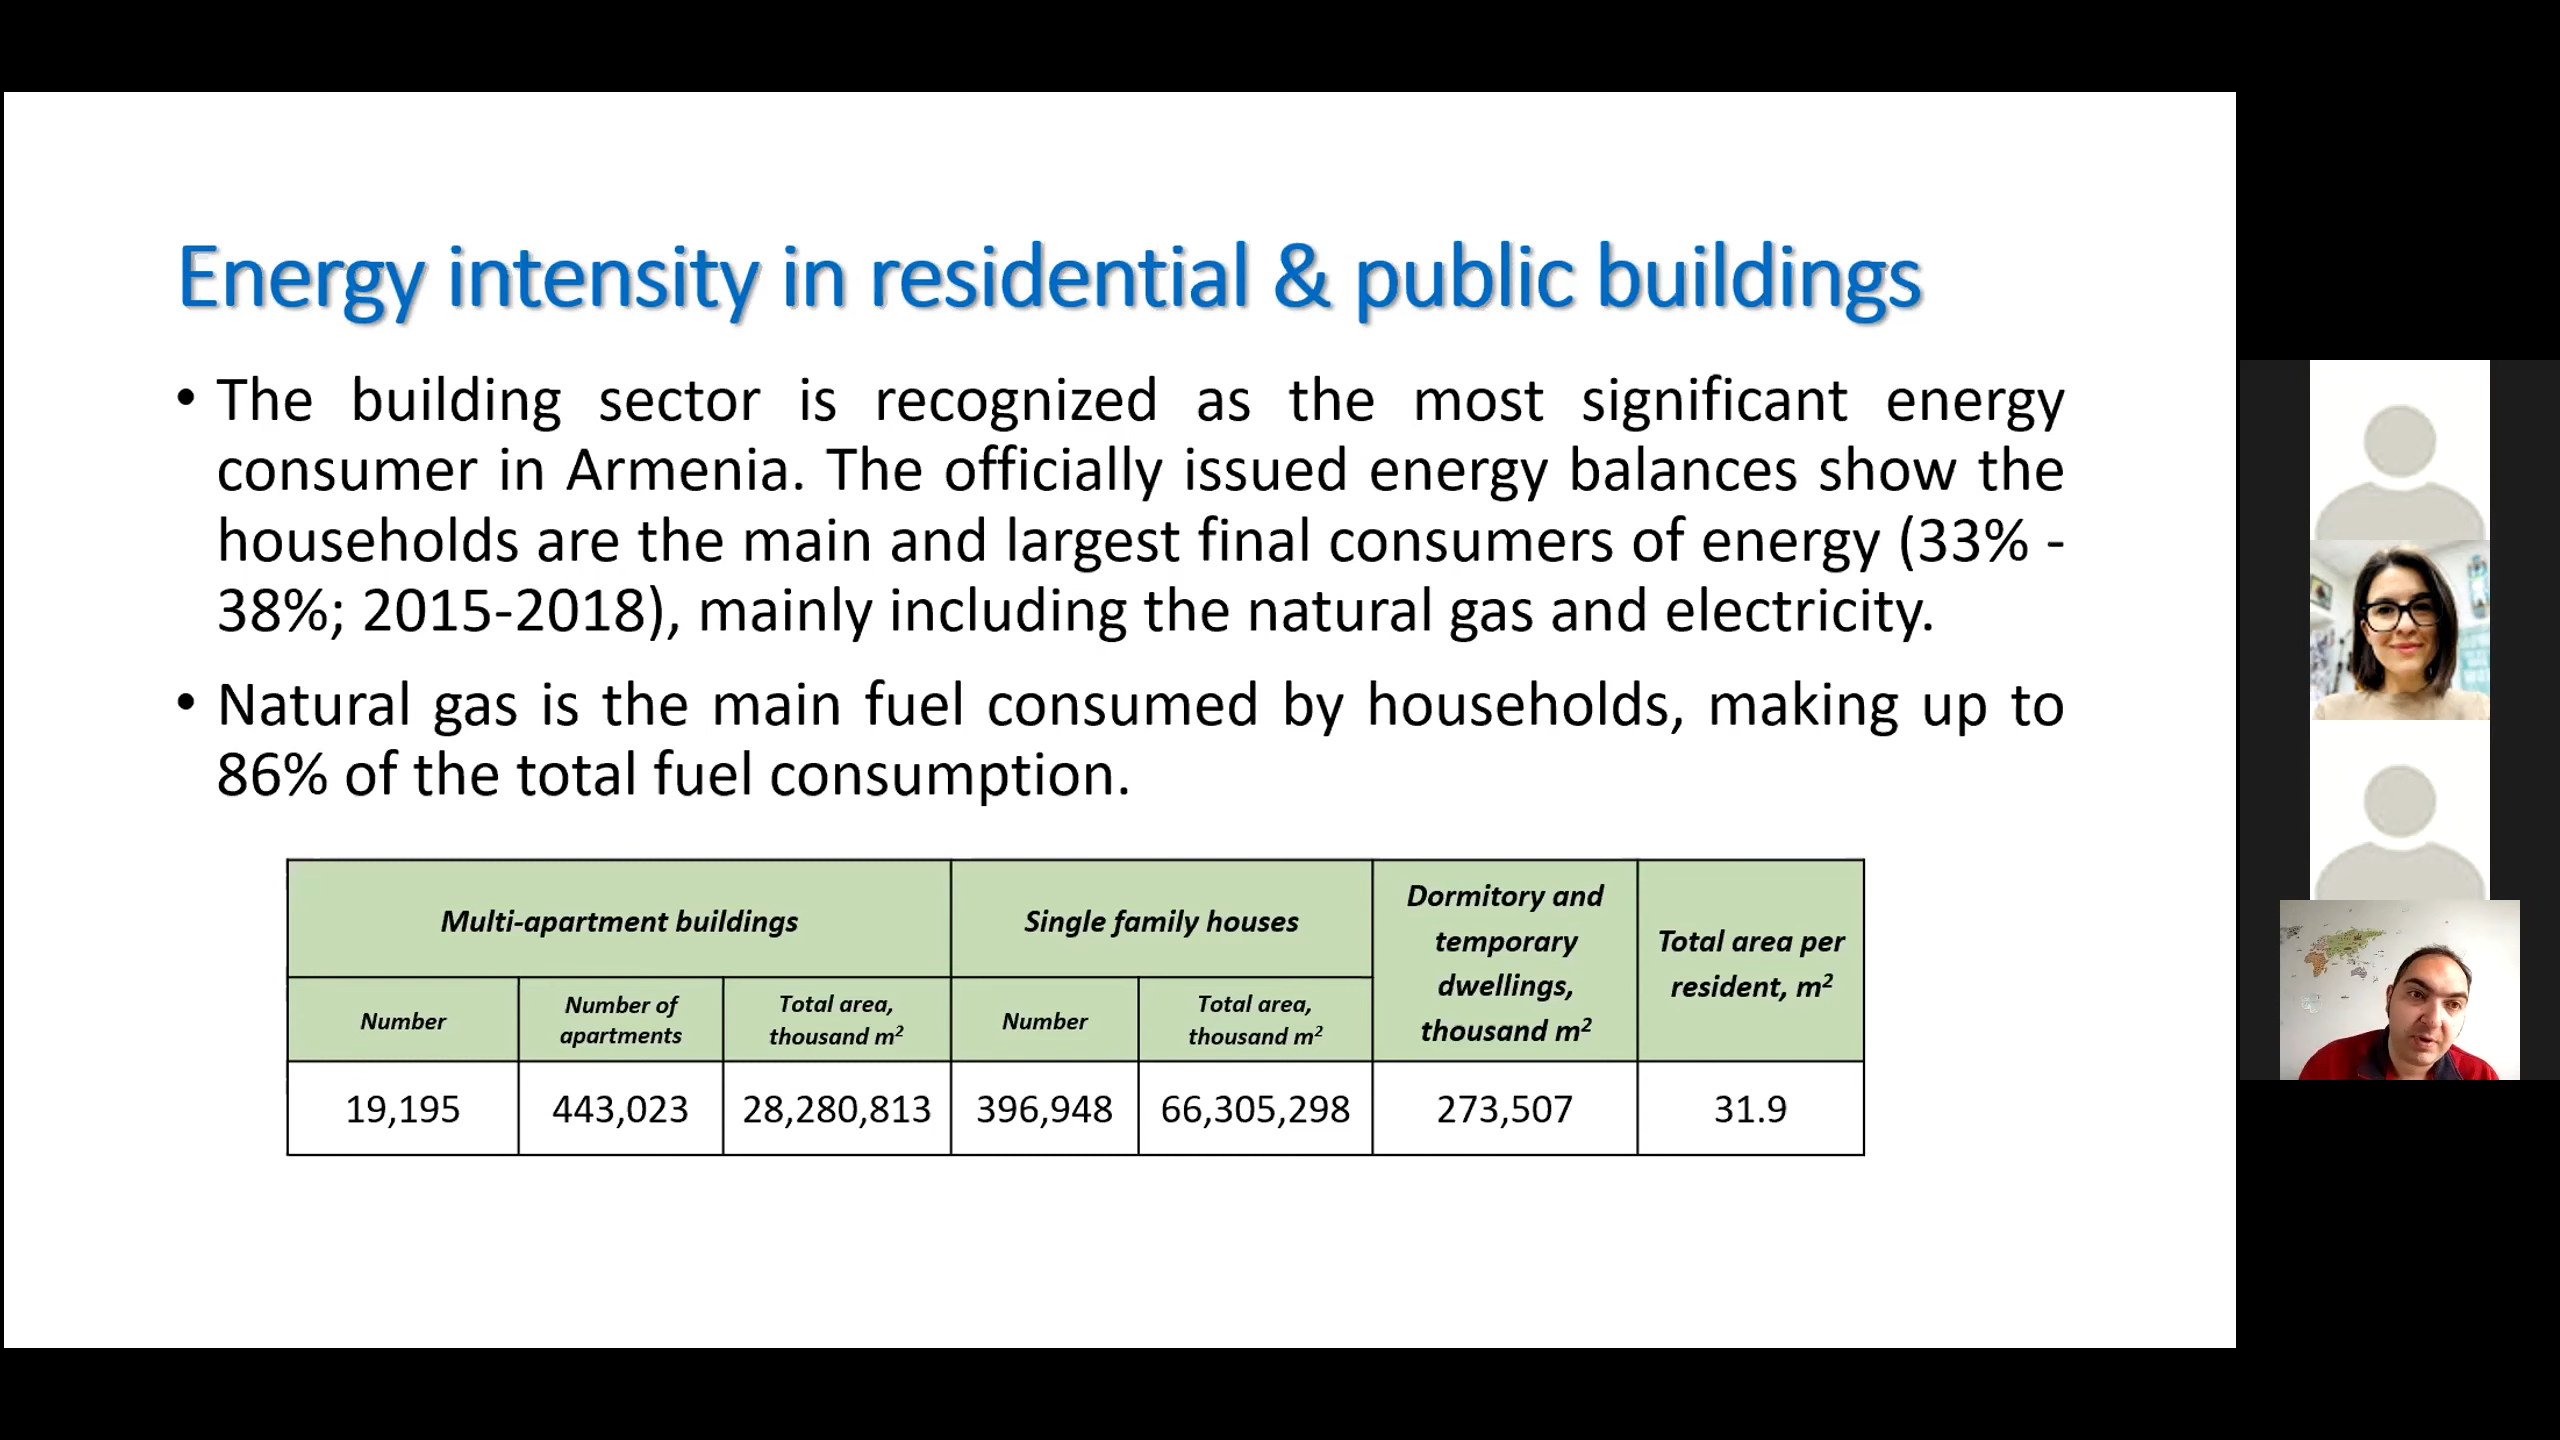 Energy intensity in residential & public buildings
• The building sector is recognized as the most significant energy
consumer in Armenia. The officially issued energy balances show the
households are the main and largest final consumers of energy (33% -
38%; 2015-2018), mainly including the natural gas and electricity.
• Natural gas is the main fuel consumed by households, making up to
86% of the total fuel consumption.
Multi-apartment buildings
Single family houses
Dormitory and
temporary
dwellings,
thousand m²
Total area per
resident, m²
Number
Number of
apartments
Total area,
thousand m²
Number
Total area,
thousand m²
19,195
443,023
28,280,813
396,948
66,305,298
273,507
31.9